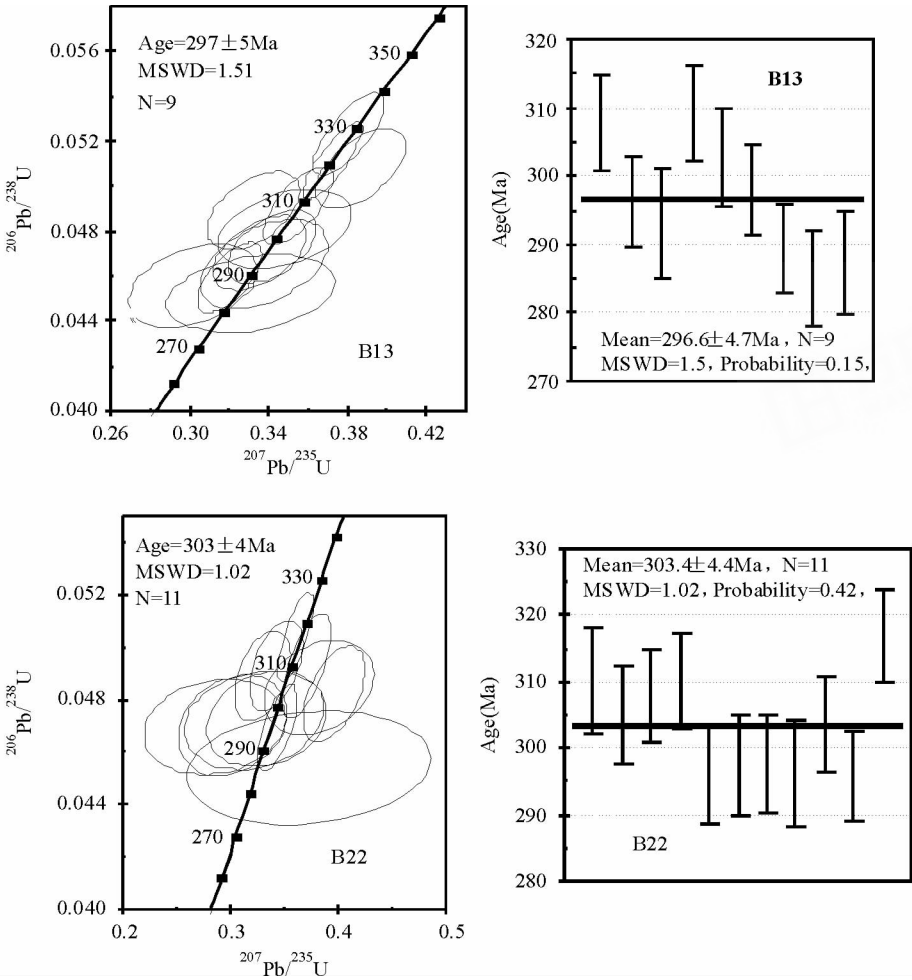 Age=297±5Ma
MSWD=1.51
N=9
350
330
310
290
270
B13
0.056
0.052
0.048
0.044
0.040
0.26
0.30
0.34
0.38
0.42
206Pb/238U
207Pb/235U
B13
320
310
300
290
280
270
Age(Ma)
Mean=296.6±4.7Ma, N=9
MSWD=1.5, Probability=0.15,
Age=303±4Ma
MSWD=1.02
N=11
330
310
290
270
B22
0.052
0.048
0.044
0.040
0.2
0.3
0.4
0.5
206Pb/238U
207Pb/235U
Mean=303.4±4.4Ma, N=11
MSWD=1.02, Probability=0.42,
330
320
310
300
290
280
Age(Ma)
B22